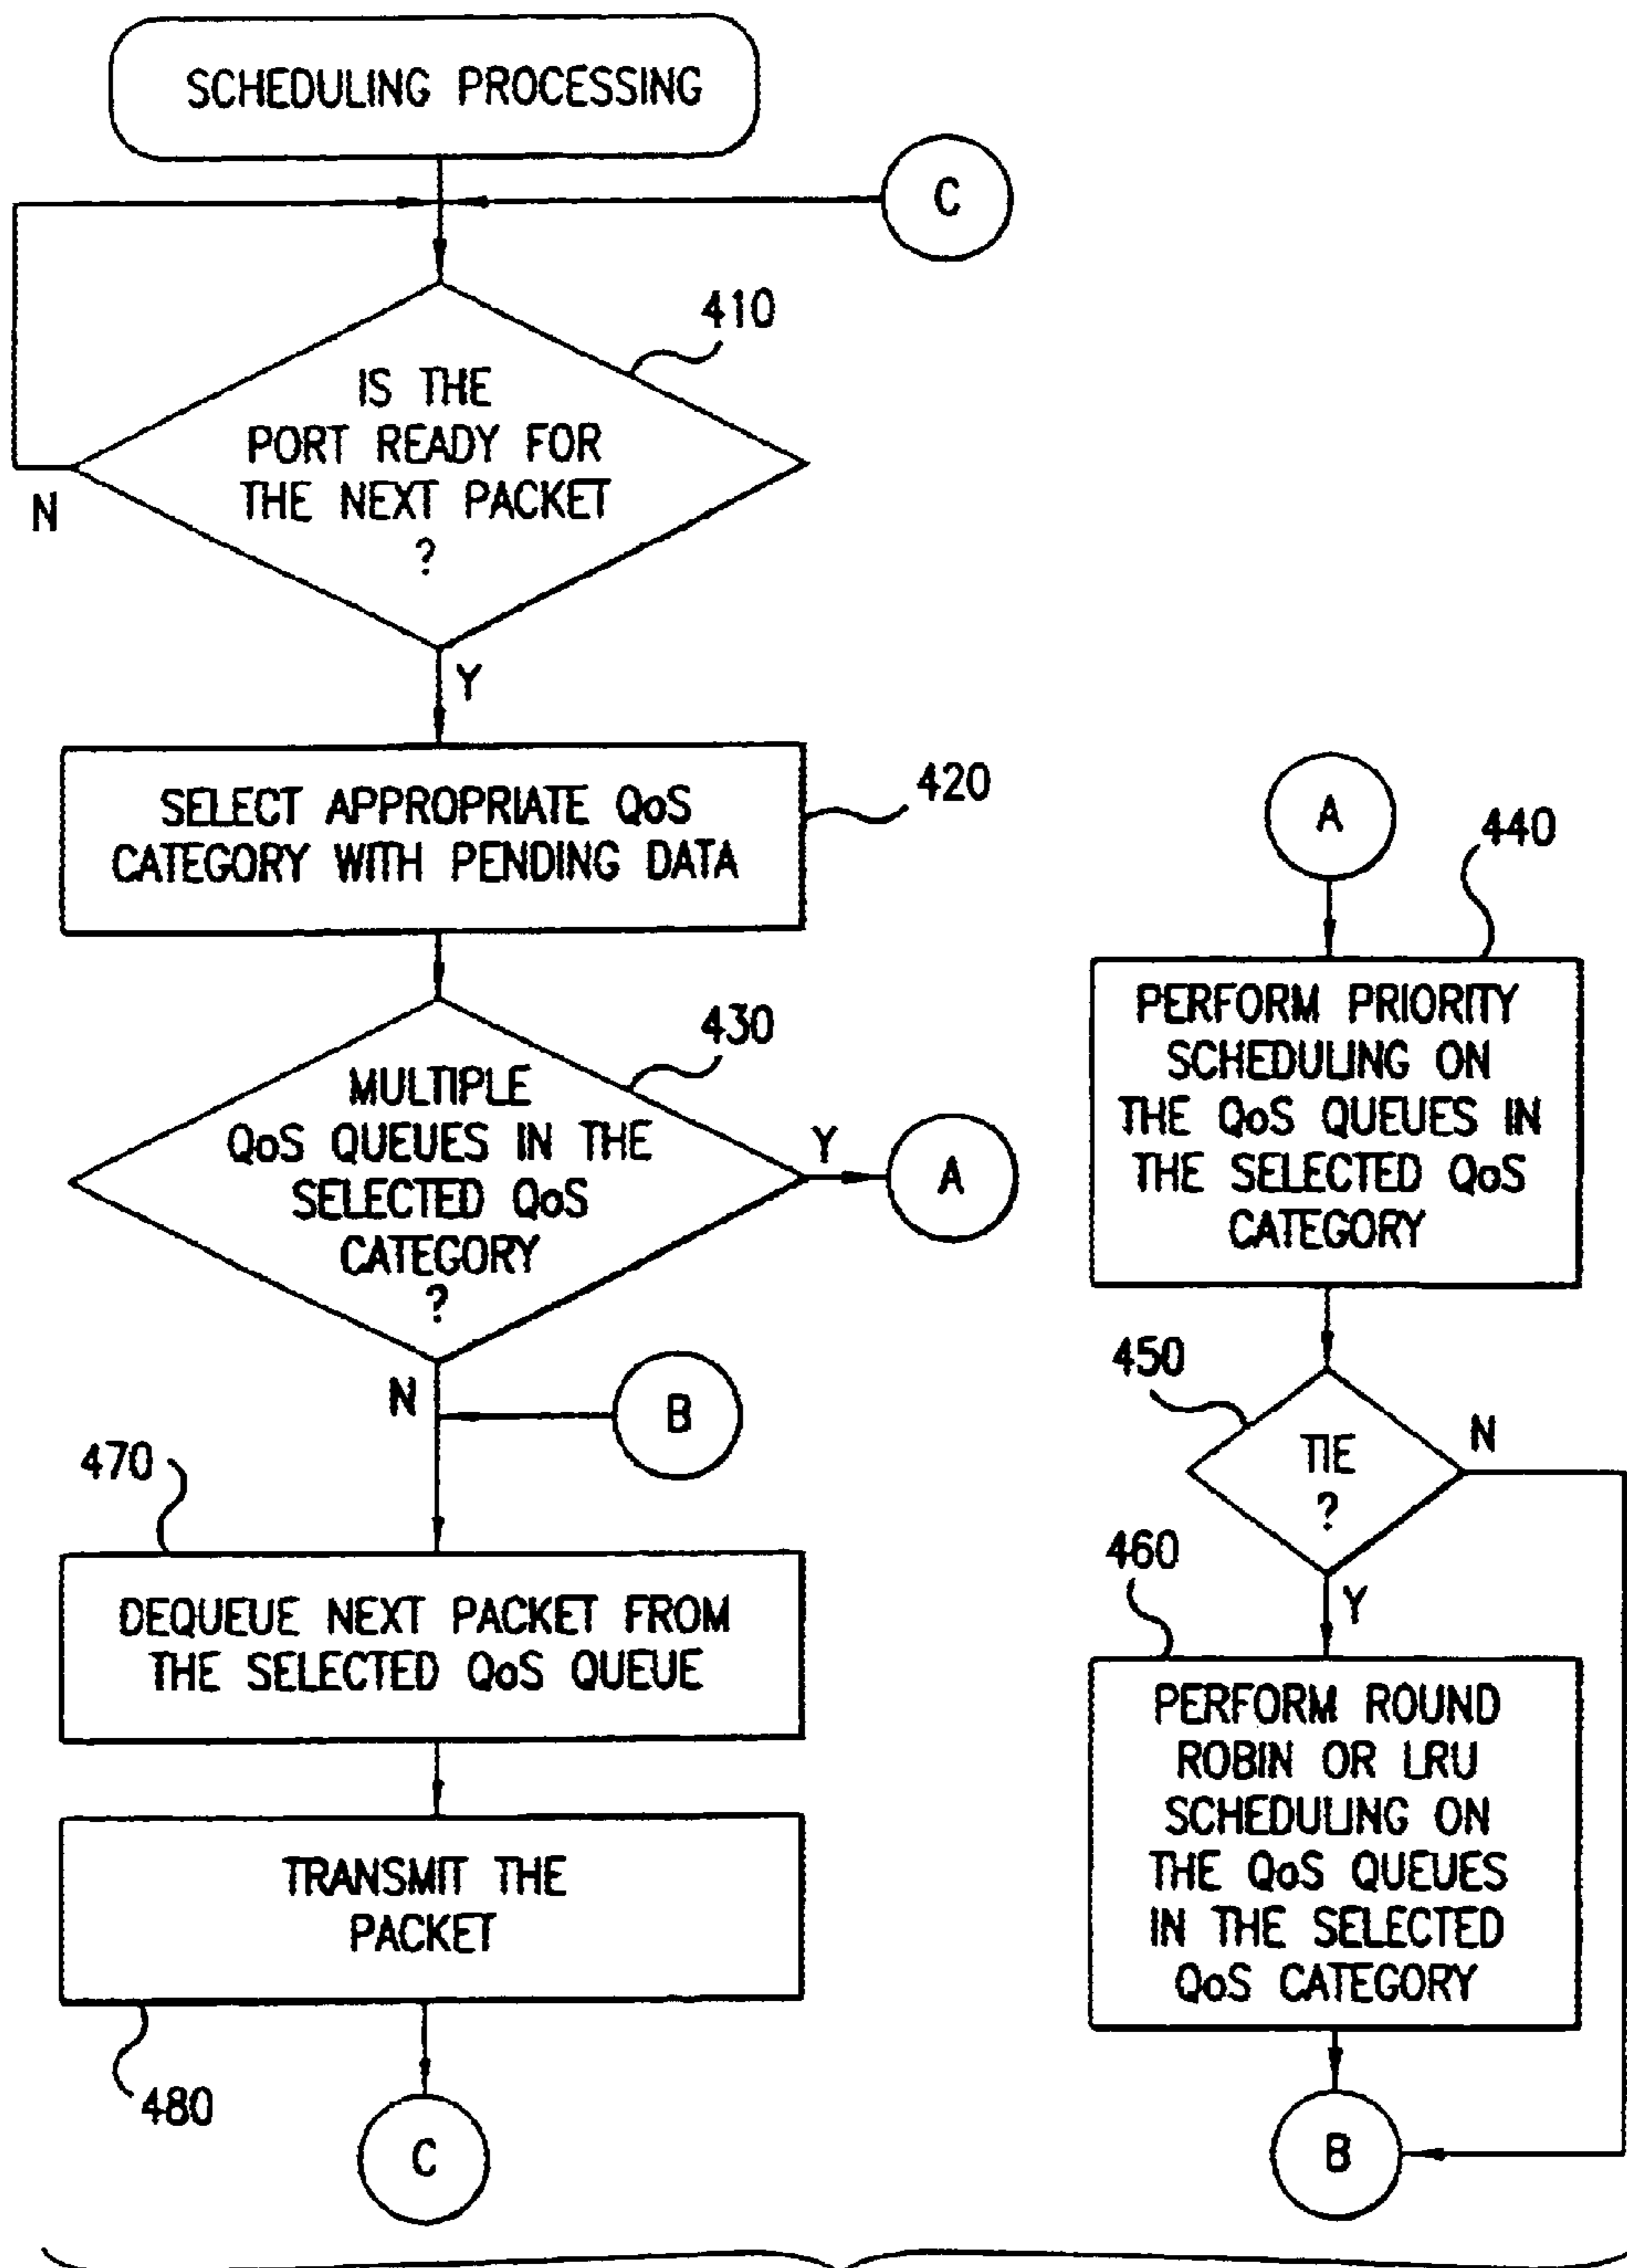 SCHEDULING PROCESSING
C
410
IS THE
PORT READY FOR
THE NEXT PACKET
?
N
Y
SELECT APPROPRIATE QoS
CATEGORY WITH PENDING DATA
420
430
MULTIPLE
QoS QUEUES IN THE
SELECTED QoS
CATEGORY
?
Y
A
N
B
470
DEQUEUE NEXT PACKET FROM
THE SELECTED QoS QUEUE
TRANSMIT THE
PACKET
480
C
A
440
PERFORM PRIORITY
SCHEDULING ON
THE QoS QUEUES IN
THE SELECTED QoS
CATEGORY
450
TIE
?
N
Y
460
PERFORM ROUND
ROBIN OR LRU
SCHEDULING ON
THE QoS QUEUES
IN THE SELECTED
QoS CATEGORY
B